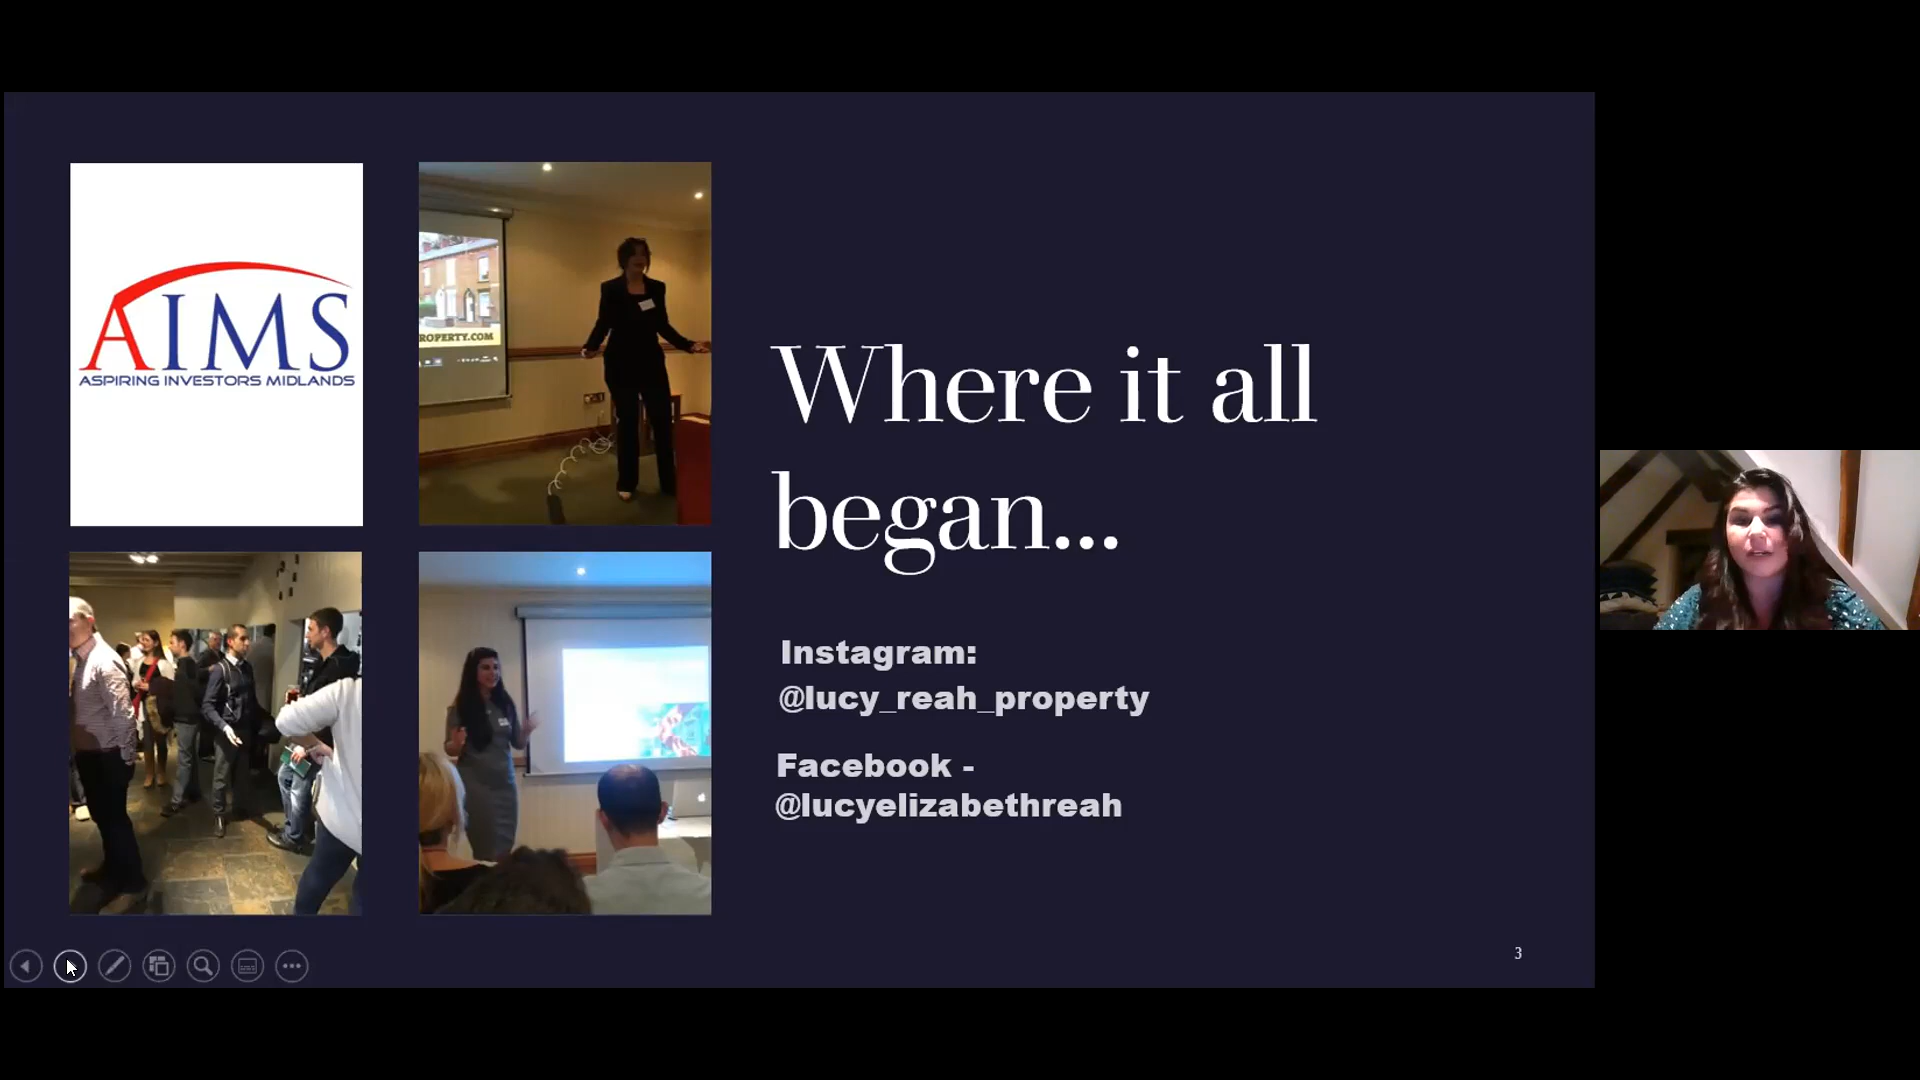 AIMS
ASPIRING INVESTORS MIDLANDS
ROPERTY.COM
Where it all
began...
Instagram:
@lucy_reah_property
Facebook -
@lucyelizabethreah
3